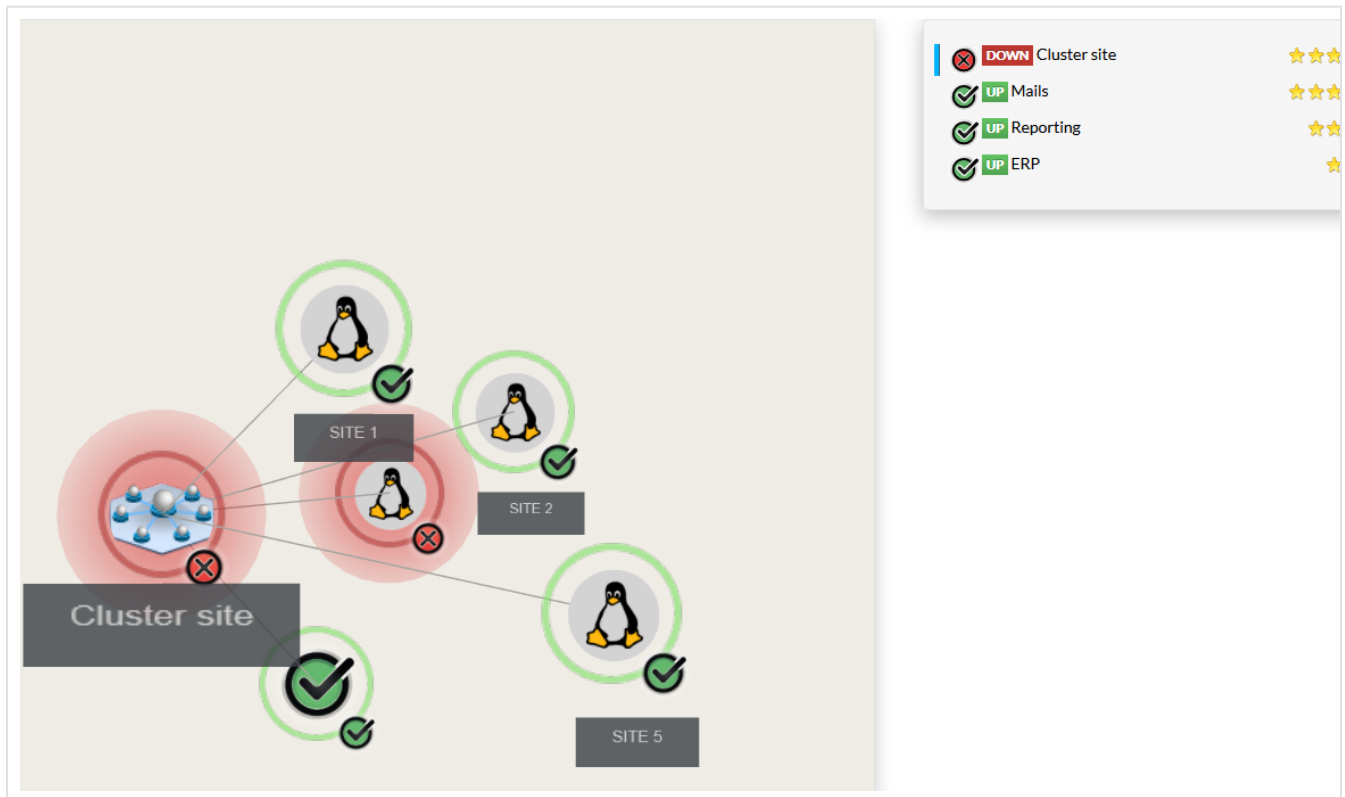 DOWN Cluster site
UP Mails
UP Reporting
UP ERP
SITE 1
SITE 2
Cluster site
SITE 5